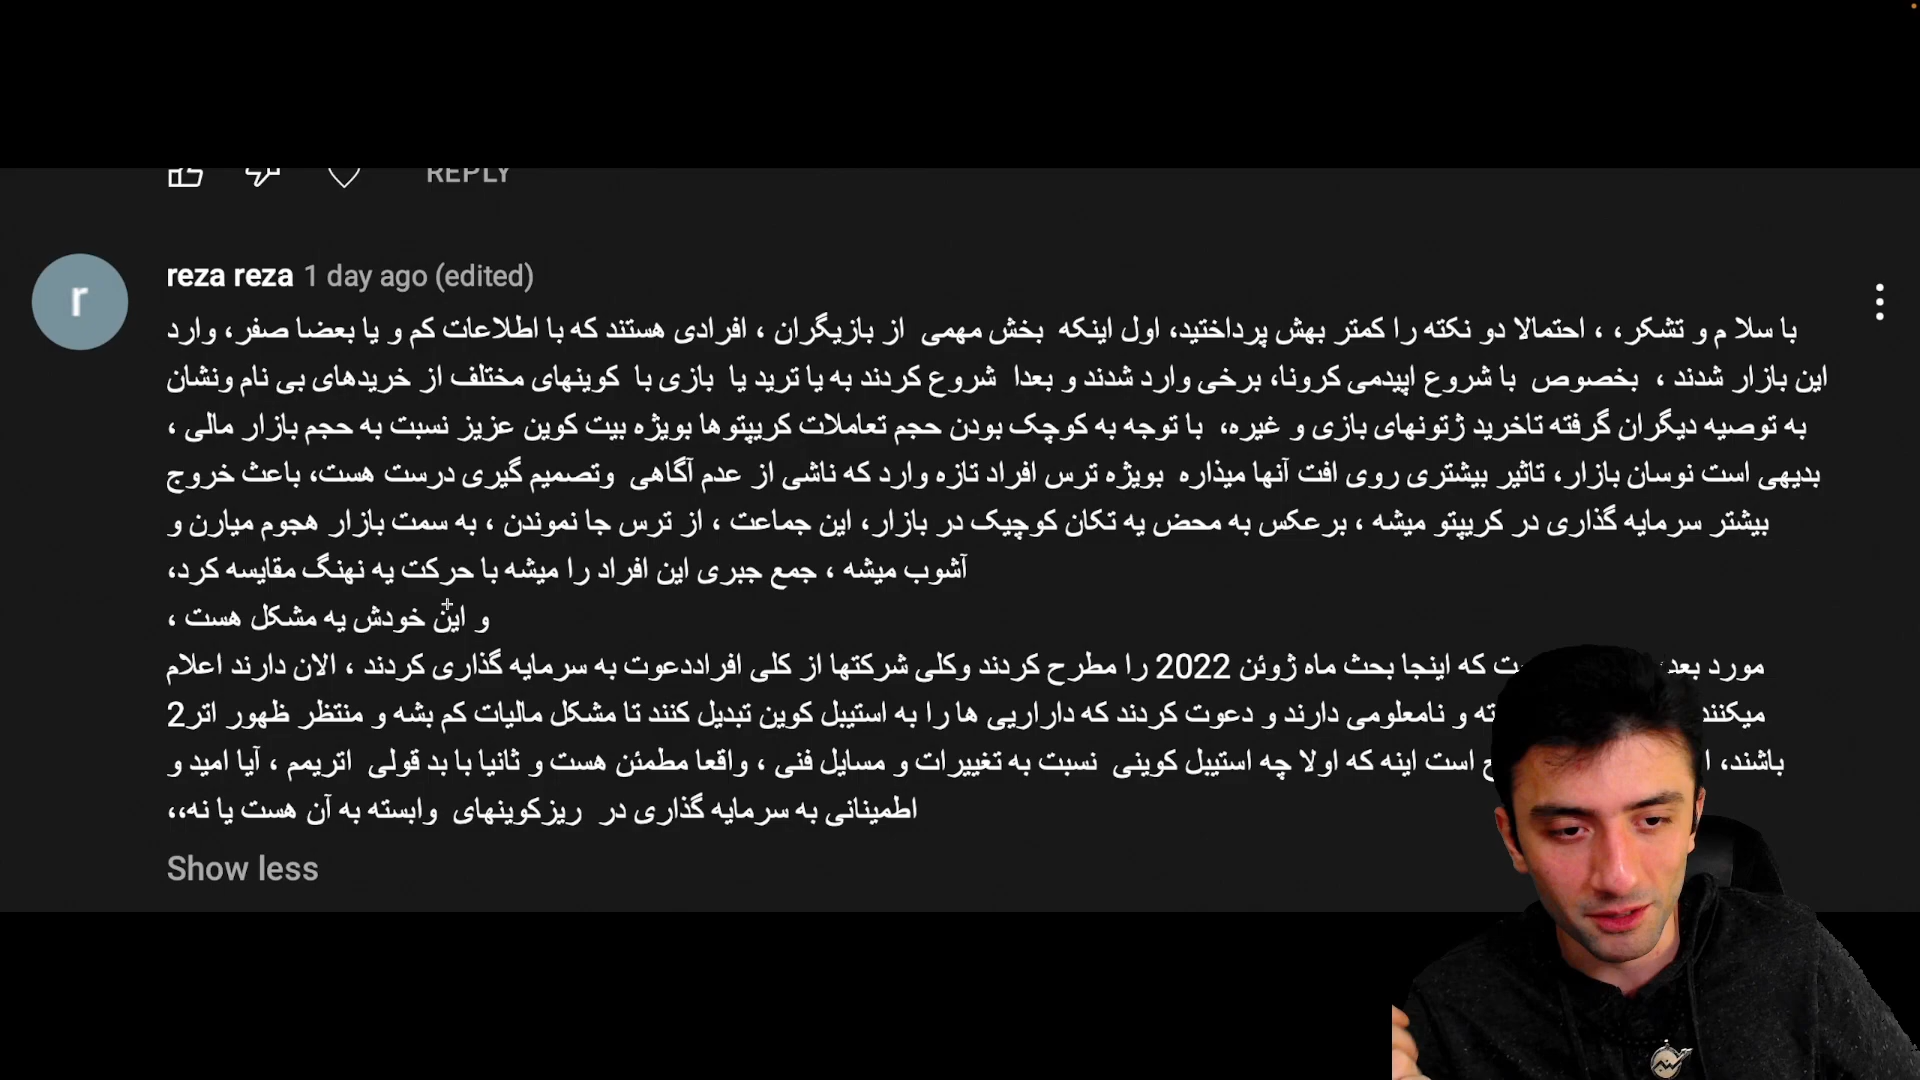 REPLY
reza reza 1 day ago (edited)
با سلا م و تشکر، ، احتمالا دو نکته را کمتر بهش پرداختید، اول اینکه بخش مهمی از بازیگران ، افرادی هستند که با اطلاعات کم و یا بعضا صفر، وارد
این بازار شدند ، بخصوص با شروع اپیدمی کرونا، برخی وارد شدند و بعدا شروع کردند به یا ترید یا بازی با کوینهای مختلف از خریدهای بی نام ونشان
به توصیه دیگران گرفته تاخرید ژتونهای بازی و غیره، با توجه به کوچک بودن حجم تعاملات کریپتوها بویژه بیت کوین عزیز نسبت به حجم بازار مالی ،
بدیهی است نوسان بازار، تاثیر بیشتری روی افت آنها میذاره بویژه ترس افراد تازه وارد که ناشی از عدم آگاهی وتصمیم گیری درست هست، باعث خروج
بیشتر سرمایه گذاری در کریپتو میشه ، برعکس به محض یه تکان کوچیک در بازار، این جماعت ، از ترس جا نموندن ، به سمت بازار هجوم میارن و
آشوب میشه ، جمع جبری این افراد را میشه با حرکت یه نهنگ مقایسه کرد،
و این خودش یه مشکل هست ،
مورد بعد که اینجا بحث ماه ژوئن 2022 را مطرح کردند وکلی شرکتها از کلی افراددعوت به سرمایه گذاری کردند ، الان دارند اعلام
میکنند و نامعلومی دارند و دعوت کردند که داراریی ها را به استیبل کوین تبدیل کنند تا مشکل مالیات کم بشه و منتظر ظهور اتر2
باشند، است اینه که اولا چه استیبل کوینی نسبت به تغییرات و مسایل فنی ، واقعا مطمئن هست و ثانیا با بد قولی اتریمم ، آیا امید و
اطمینانی به سرمایه گذاری در ریزکوینهای وابسته به آن هست یا نه،،
Show less